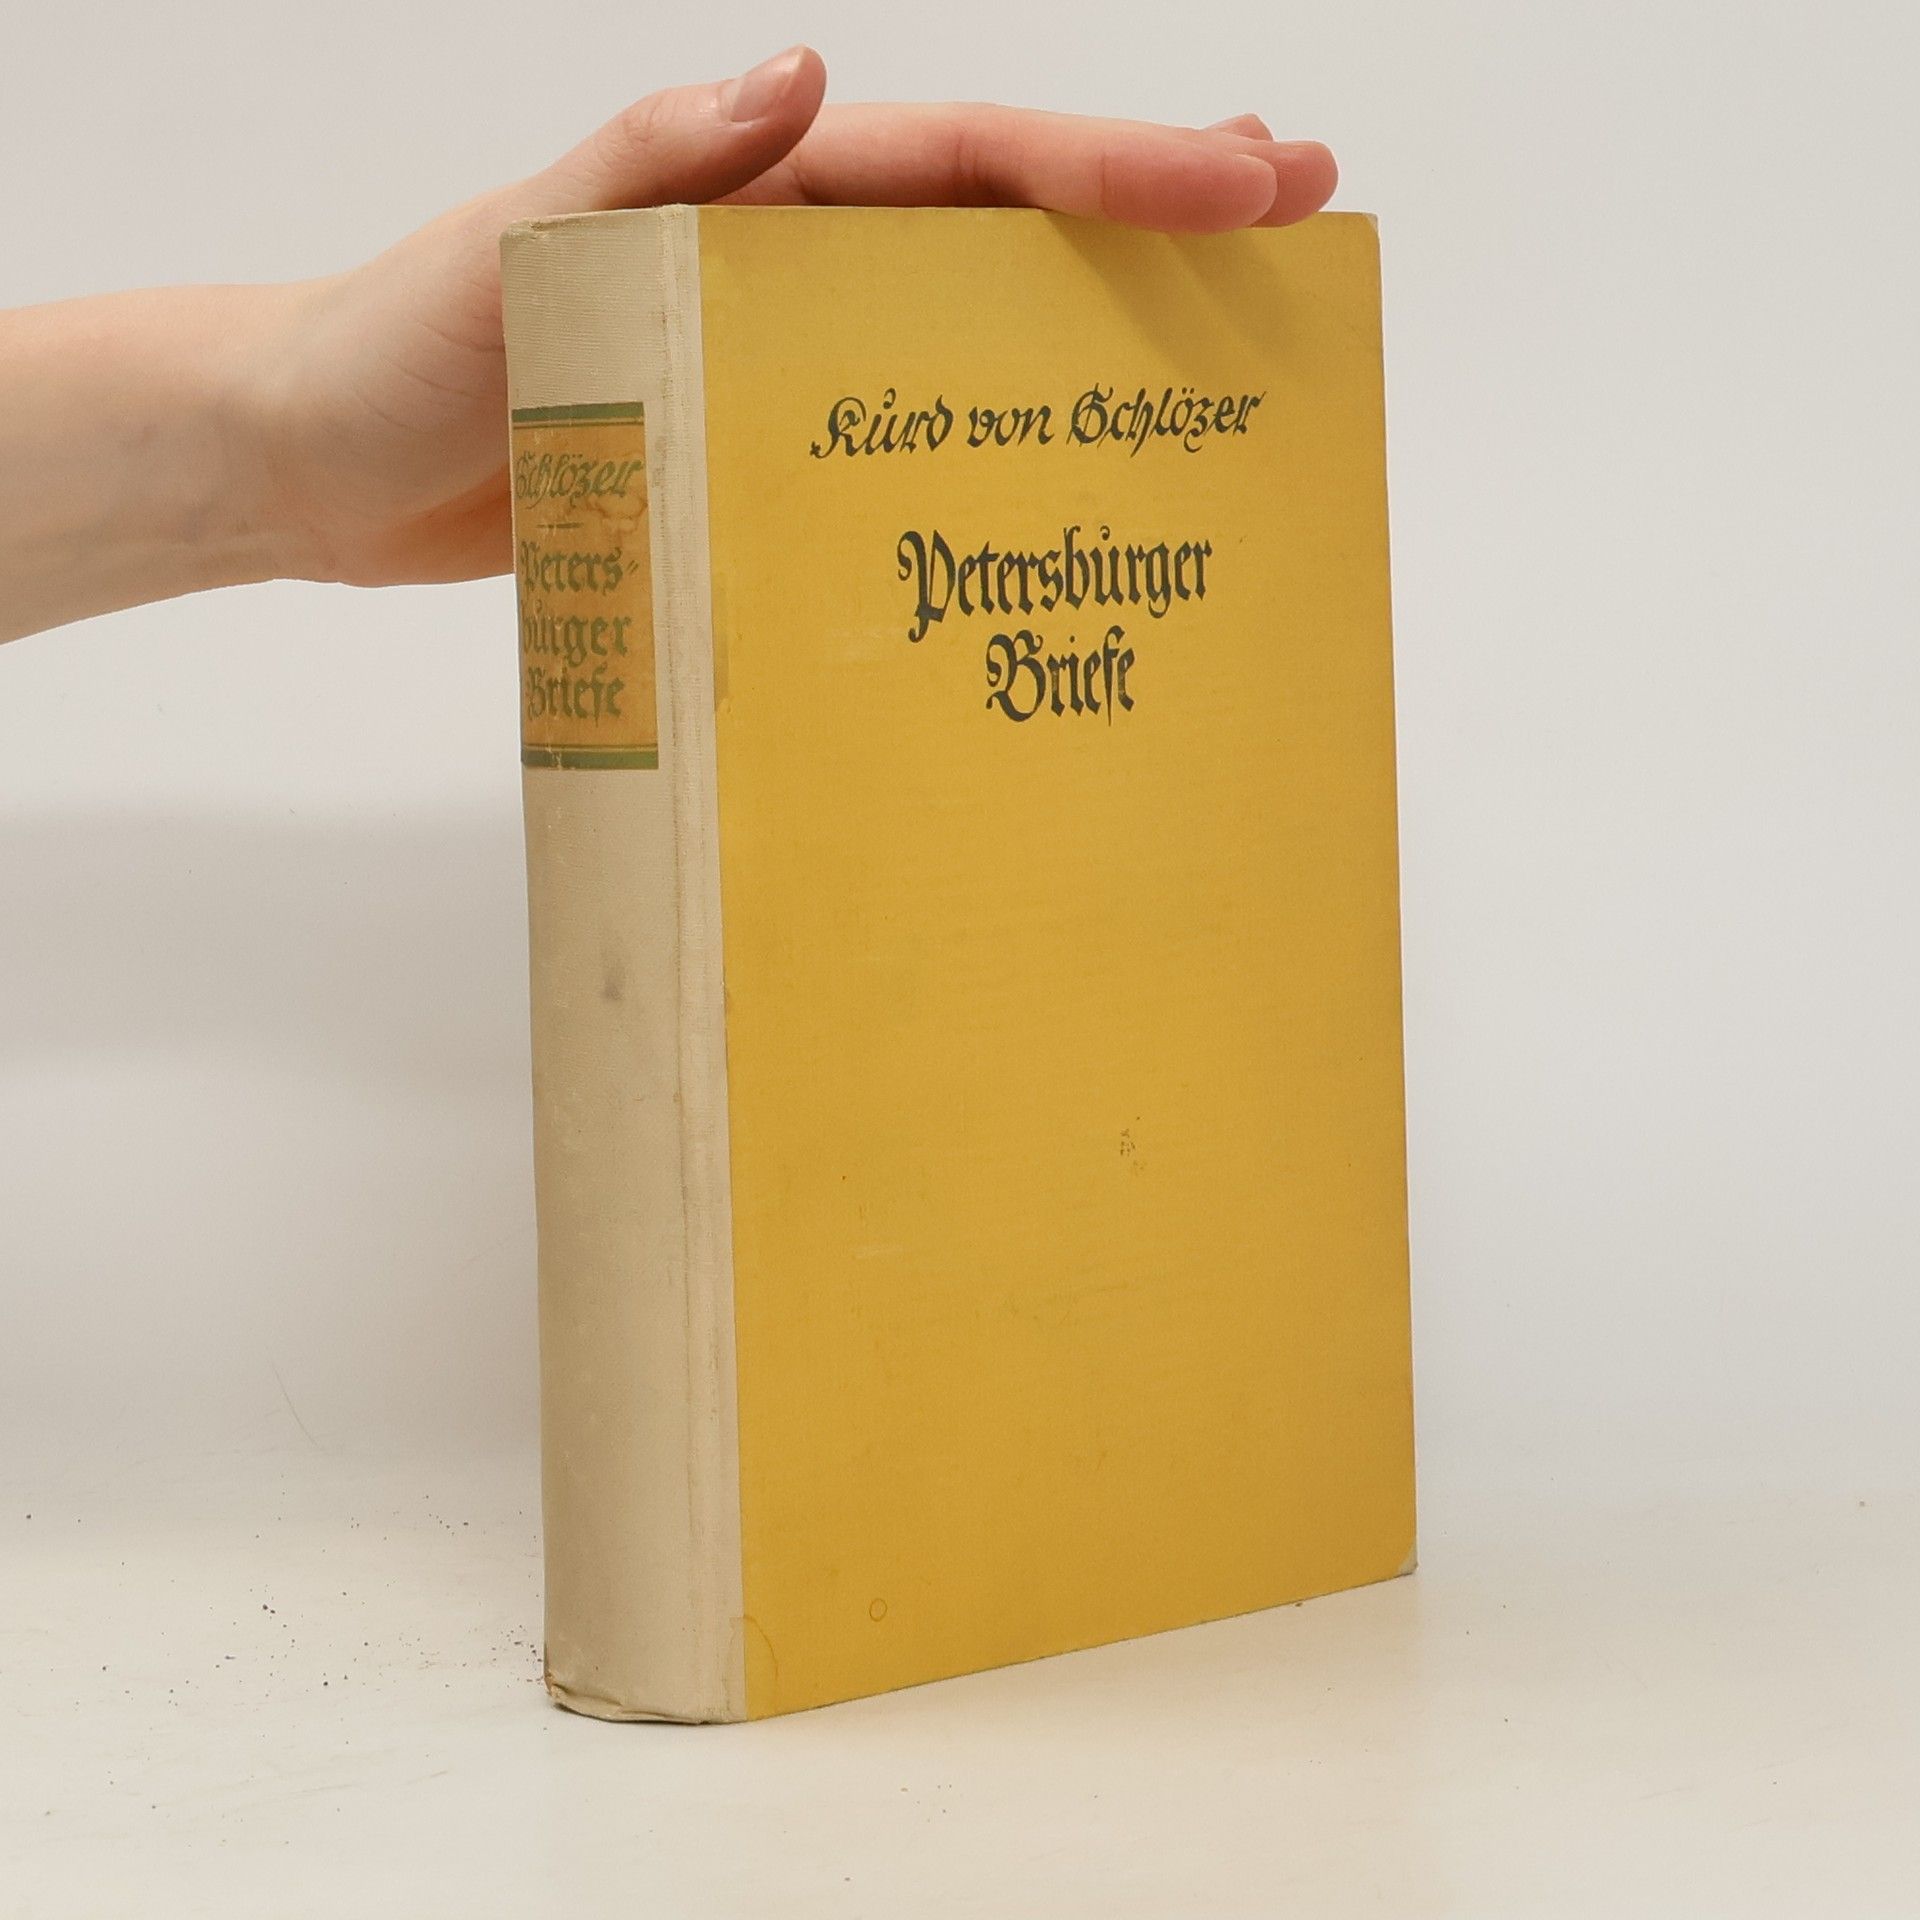 Kurd von Schlözer
Petersburger
Briefe
Schlözer
Peters-
burger
Briefe